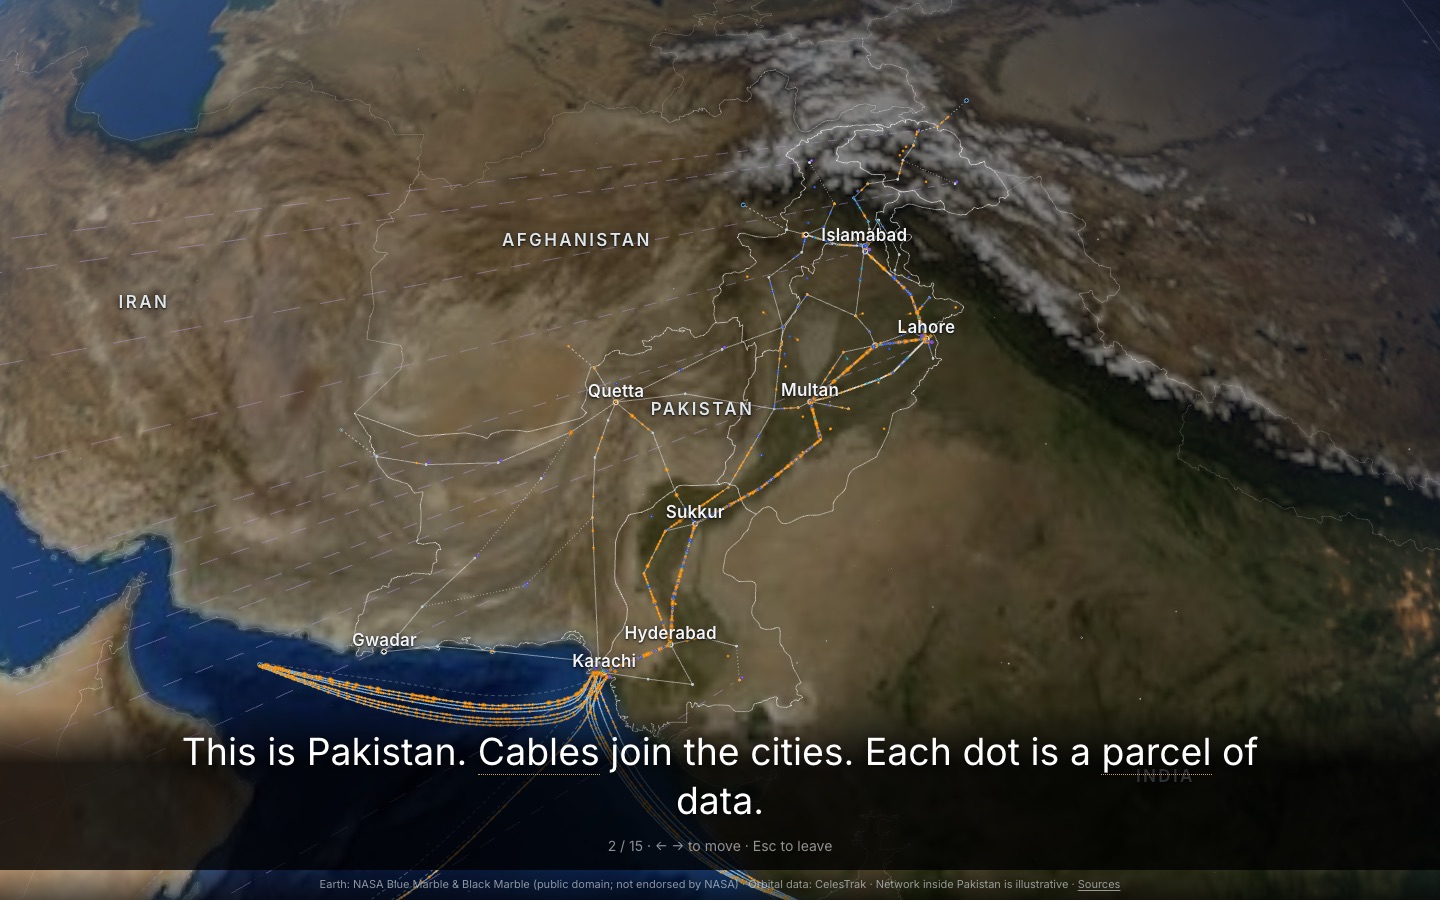 Islamabad
AFGHANISTAN
IRAN
Lahore
Quetta
Multan
PAKISTAN
Sukkur
Hyderabad
Gwadar
Karachi
This is Pakistan. Cables join the cities. Each dot is a parcel of
INDIA
data.
2 / 15 · ← → to move · Esc to leave
Earth: NASA Blue Marble & Black Marble (public domain; not endorsed by NASA) · Orbital data: CelesTrak · Network inside Pakistan is illustrative · Sources